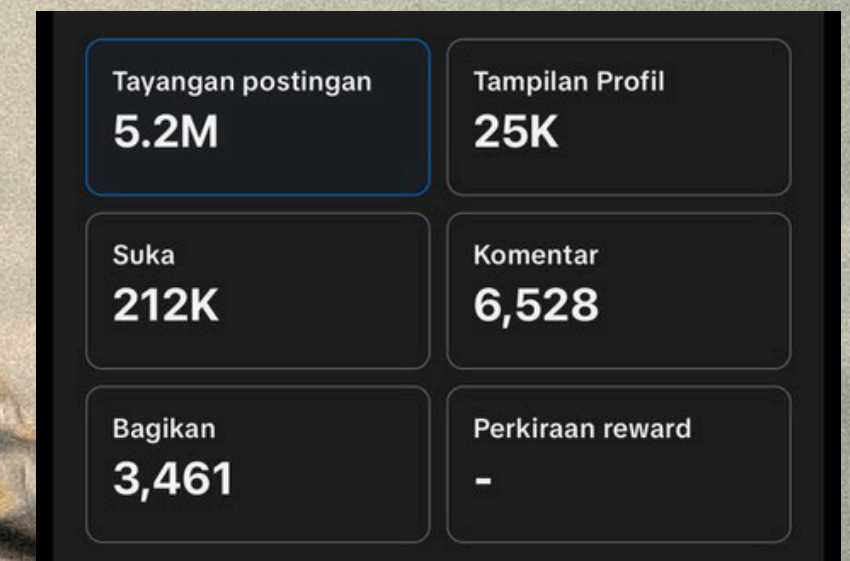 Tayangan postingan
5.2M
Tampilan Profil
25K
Suka
212K
Komentar
6,528
Bagikan
3,461
Perkiraan reward
-